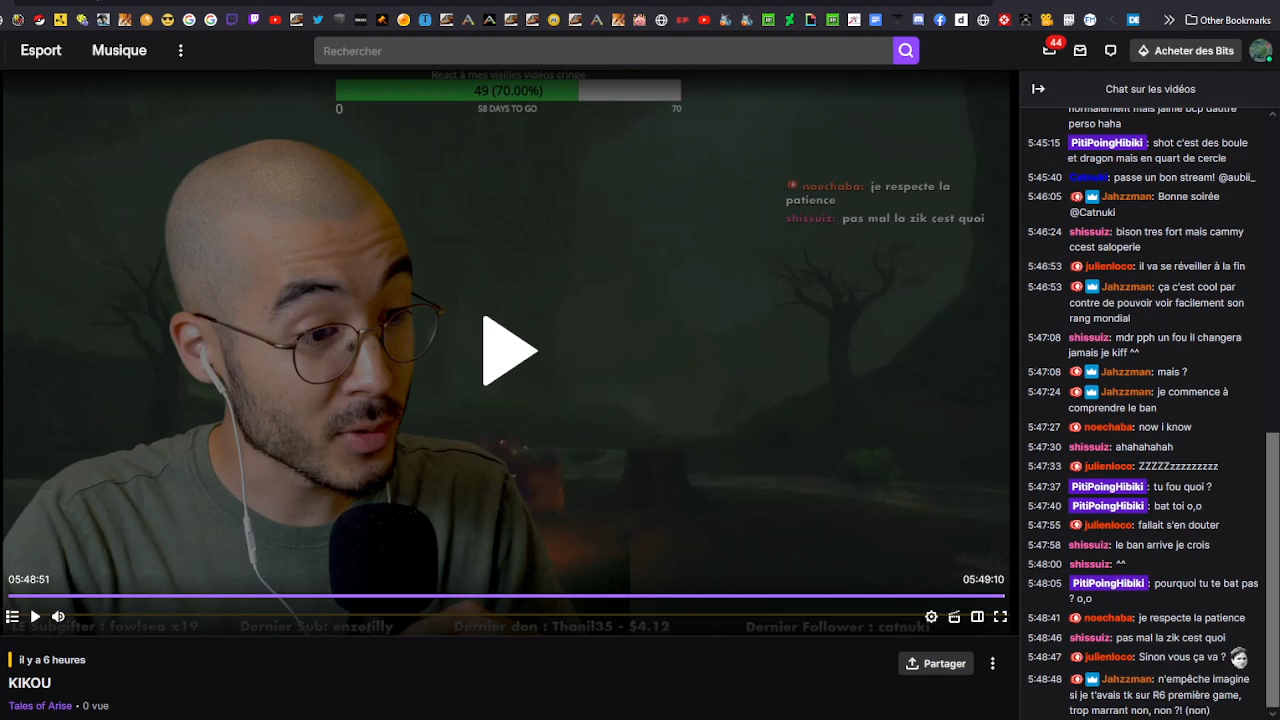 Other Bookmarks
Esport
Musique
Rechercher
44
Acheter des Bits
React à mes vieilles vidéos cringe
49 (70.00%)
0
58 DAYS TO GO
70
noechaba: je respecte la
patience
shissuiz: pas mal la zik cest quoi
05:48:51
05:49:10
LE Subgifter : fowlsea x19
Dernier Sub: enzetilly
Dernier don : Thanil35 - $4.12
Dernier Follower : catnuki
il y a 6 heures
KIKOU
Tales of Arise • 0 vue
Partager
Chat sur les vidéos
normalement mais jaime bcp dautre
perso haha
5:45:15 PitiPoingHibiki : shot c'est des boule
et dragon mais en quart de cercle
5:45:40 Catnuki: passe un bon stream! @aubii_
5:46:05 Jahzzman: Bonne soirée
@Catnuki
5:46:24 shissuiz: bison tres fort mais cammy
ccest saloperie
5:46:53 julienloco: il va se réveiller à la fin
5:46:53 Jahzzman: ça c'est cool par
contre de pouvoir voir facilement son
rang mondial
5:47:08 shissuiz: mdr pph un fou il changera
jamais je kiff ^^
5:47:08 Jahzzman: mais ?
5:47:24 Jahzzman: je commence à
comprendre le ban
5:47:27 noechaba: now i know
5:47:30 shissuiz: ahahahahah
5:47:33 julienloco: ZZZZZzzzzzzzz
5:47:37 PitiPoingHibiki : tu fou quoi ?
5:47:40 PitiPoingHibiki : bat toi o,o
5:47:55 julienloco: fallait s'en douter
5:47:58 shissuiz: le ban arrive je crois
5:48:00 shissuiz: ^^
5:48:05 PitiPoingHibiki : pourquoi tu te bat pas
? o,o
5:48:41 noechaba: je respecte la patience
5:48:46 shissuiz: pas mal la zik cest quoi
5:48:47 julienloco: Sinon vous ça va ?
5:48:48 Jahzzman: n'empêche imagine
si je t'avais tk sur R6 première game,
trop marrant non, non ?! (non)